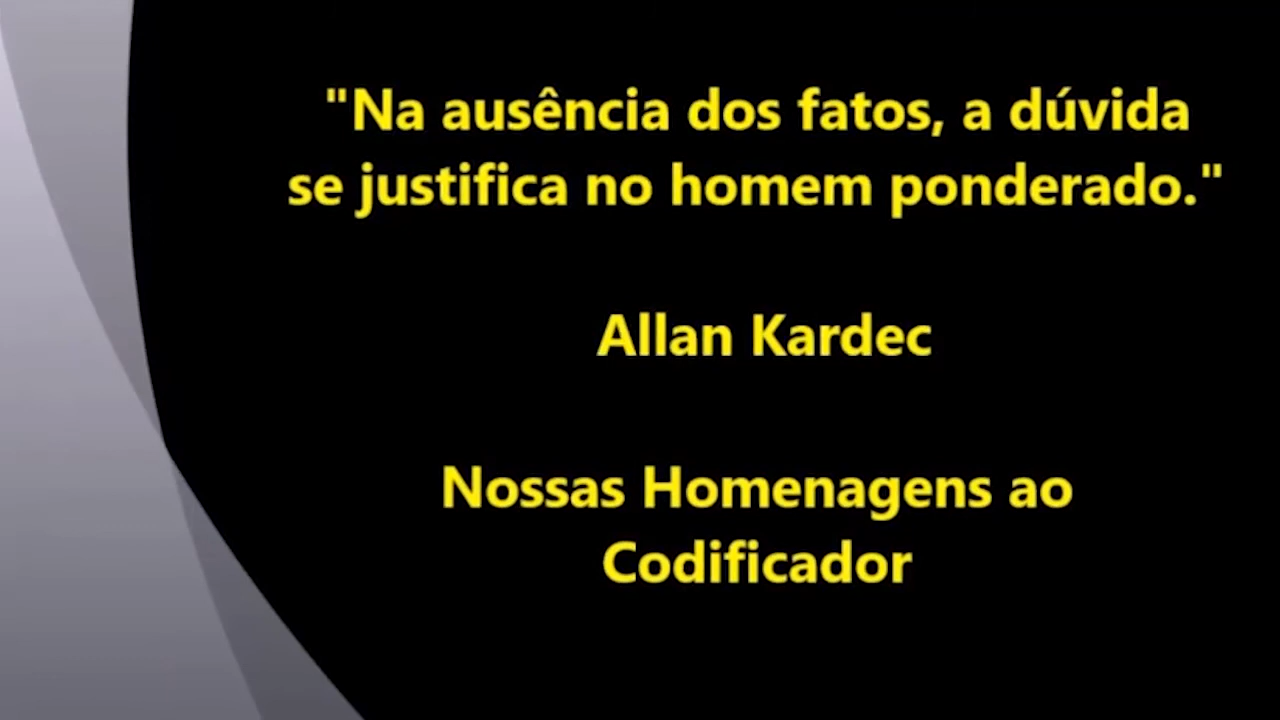 "Na ausência dos fatos, a dúvida
se justifica no homem ponderado."
Allan Kardec
Nossas Homenagens ao
Codificador